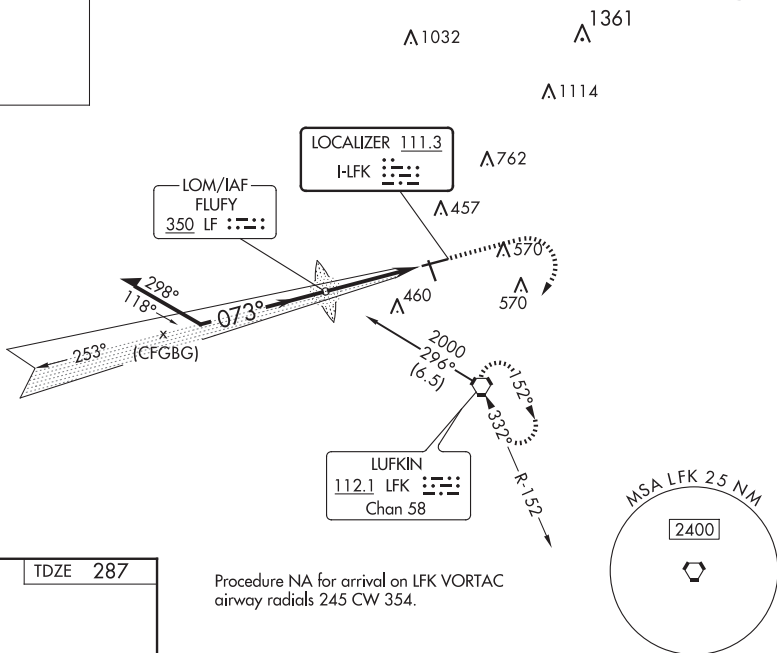 1032
1361
1114
LOCALIZER 111.3
I-LFK
762
LOM/IAF
FLUFY
350 LF
457
570
298°
118°
073°
460
570
253°
(CFGBG)
2000
296°
(6.5)
152°
332°
R-152
LUFKIN
112.1 LFK
Chan 58
MSA LFK 25 NM
2400
TDZE 287
Procedure NA for arrival on LFK VORTAC
airway radials 245 CW 354.